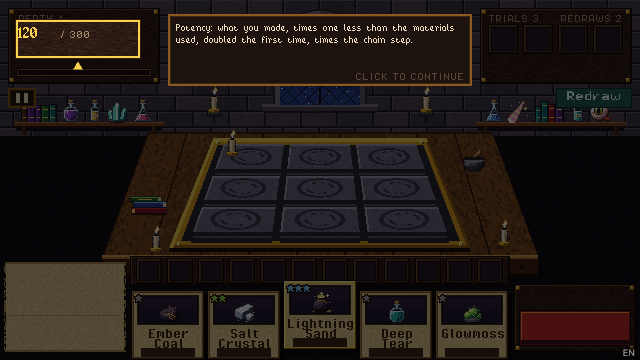 DEPTH 1
120 / 300
Potency: what you made, times one less than the materials
used, doubled the first time, times the chain step.
CLICK TO CONTINUE
TRIALS 3 REDRAWS 2
Redraw
Ember
Coal
Salt
Crystal
Lightning
Sand
Deep
Tear
Glowmoss
EN